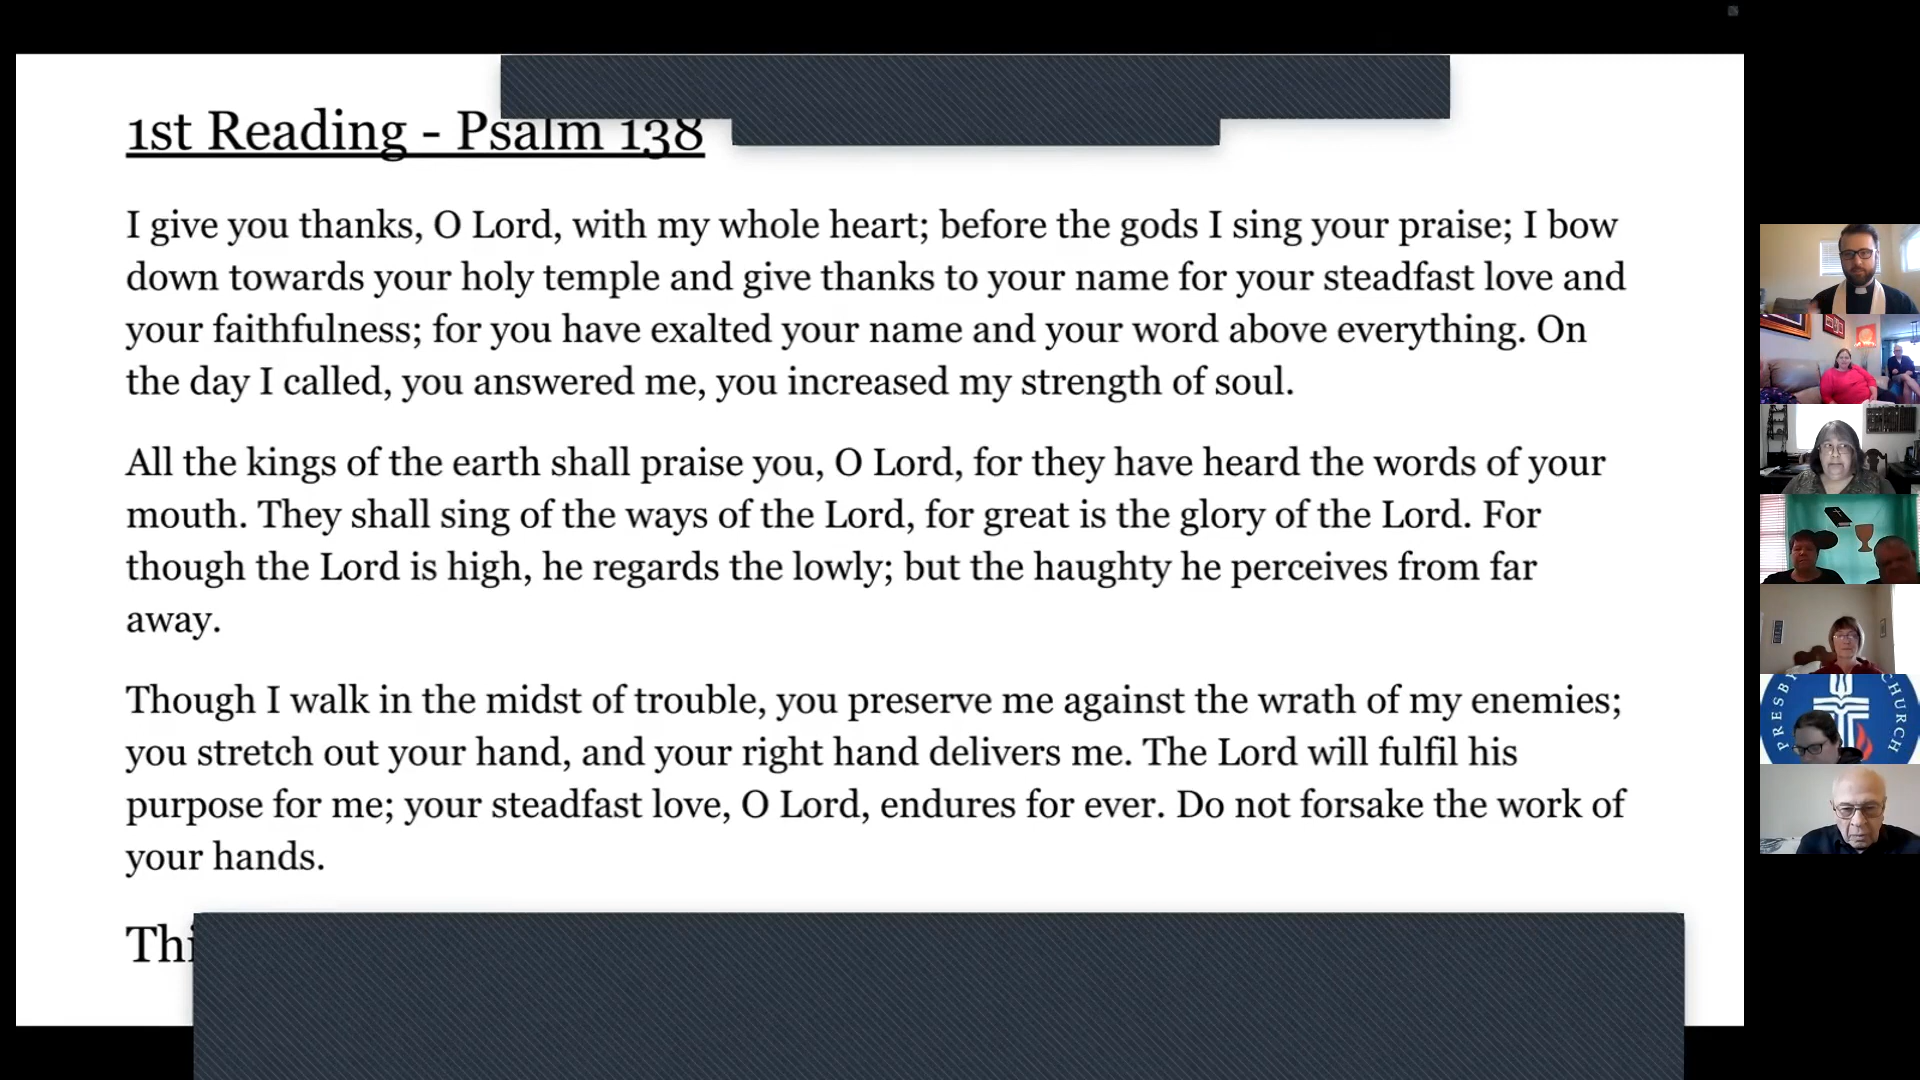 1st Reading - Psalm 138
I give you thanks, O Lord, with my whole heart; before the gods I sing your praise; I bow
down towards your holy temple and give thanks to your name for your steadfast love and
your faithfulness; for you have exalted your name and your word above everything. On
the day I called, you answered me, you increased my strength of soul.
All the kings of the earth shall praise you, O Lord, for they have heard the words of your
mouth. They shall sing of the ways of the Lord, for great is the glory of the Lord. For
though the Lord is high, he regards the lowly; but the haughty he perceives from far
away.
Though I walk in the midst of trouble, you preserve me against the wrath of my enemies;
you stretch out your hand, and your right hand delivers me. The Lord will fulfil his
purpose for me; your steadfast love, O Lord, endures for ever. Do not forsake the work of
your hands.
PRESB CHURCH